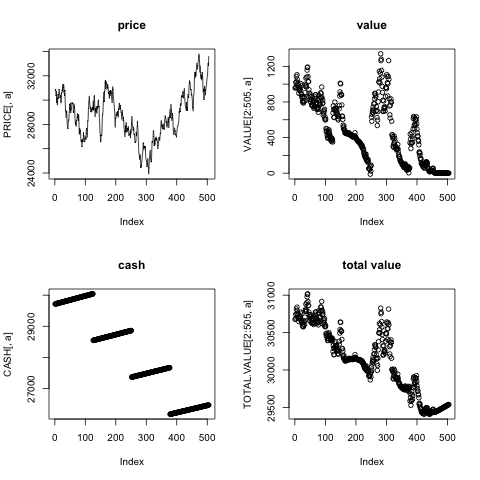 price
PRICE[, a]
24000 28000 32000
0 100 200 300 400 500
Index
value
VALUE[2:505, a]
0 400 800 1200
0 100 200 300 400 500
Index
cash
CASH[, a]
27000 29000
0 100 200 300 400 500
Index
total value
TOTAL.VALUE[2:505, a]
29500 30000 30500 31000
0 100 200 300 400 500
Index